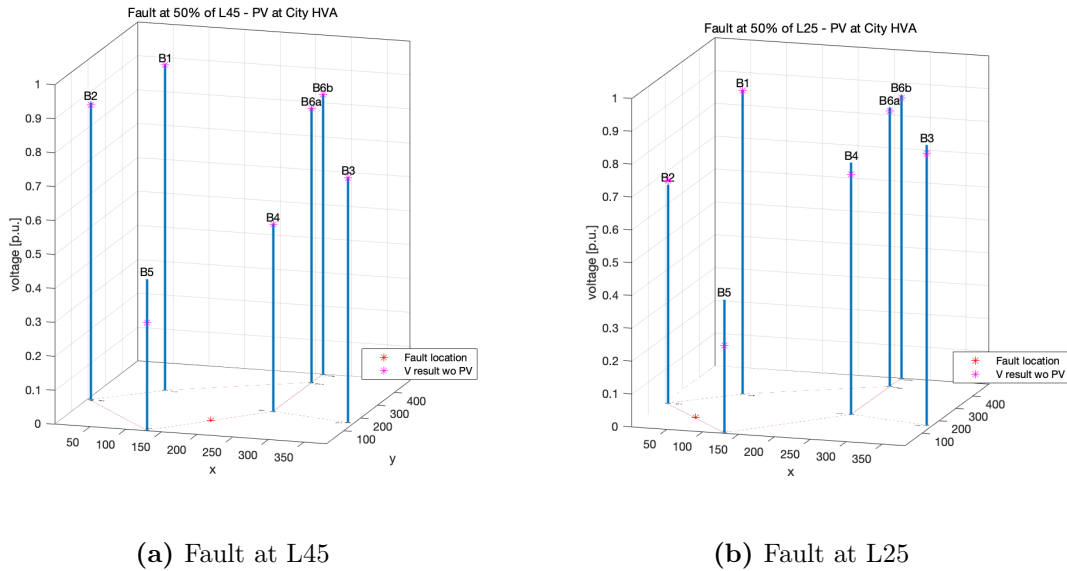 Fault at 50% of L45 - PV at City HVA
B1
B2
B6b
B6a
B3
B4
B5
1
0.9
0.8
0.7
0.6
0.5
0.4
0.3
0.2
0.1
0
voltage [p.u.]
50
100
150
200
250
300
350
x
100
200
300
400
y
Fault location
V result wo PV
(a) Fault at L45
Fault at 50% of L25 - PV at City HVA
B1
B6b
B6a
B3
B4
B2
B5
1
0.9
0.8
0.7
0.6
0.5
0.4
0.3
0.2
0.1
0
voltage [p.u.]
50
100
150
200
250
300
350
x
100
200
300
400
Fault location
V result wo PV
(b) Fault at L25